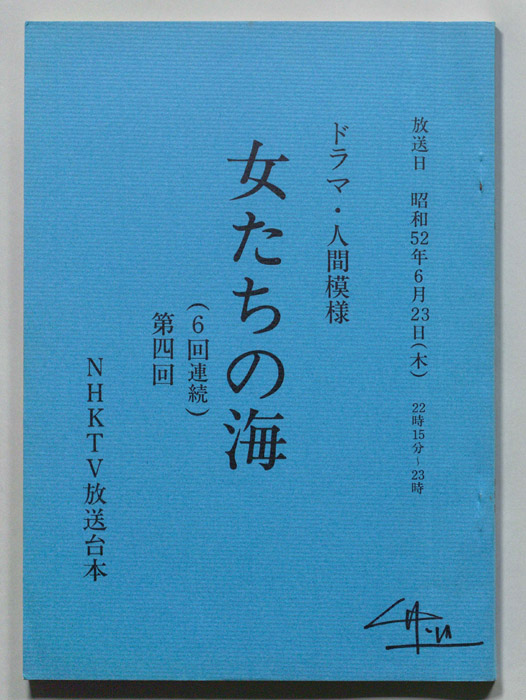 放送日　昭和52年6月23日(木)　22時15分〜23時
ドラマ・人間模様
女たちの海
(6回連続)
第四回
NHKTV放送台本